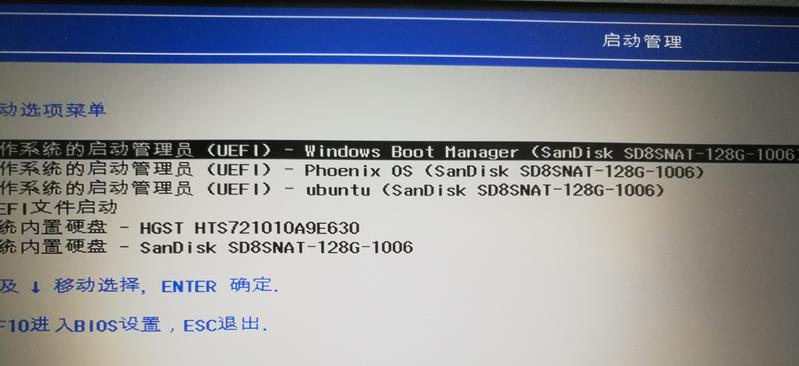 启动管理
动选项菜单
作系统的启动管理员 (UEFI) - Windows Boot Manager (SanDisk SD8SNAT-128G-1006)
作系统的启动管理员 (UEFI) - Phoenix OS (SanDisk SD8SNAT-128G-1006)
作系统的启动管理员 (UEFI) - ubuntu (SanDisk SD8SNAT-128G-1006)
EFI文件启动
统内置硬盘 - HGST HTS721010A9E630
统内置硬盘 - SanDisk SD8SNAT-128G-1006
及 ↓ 移动选择, ENTER 确定.
F10进入BIOS设置,ESC退出.